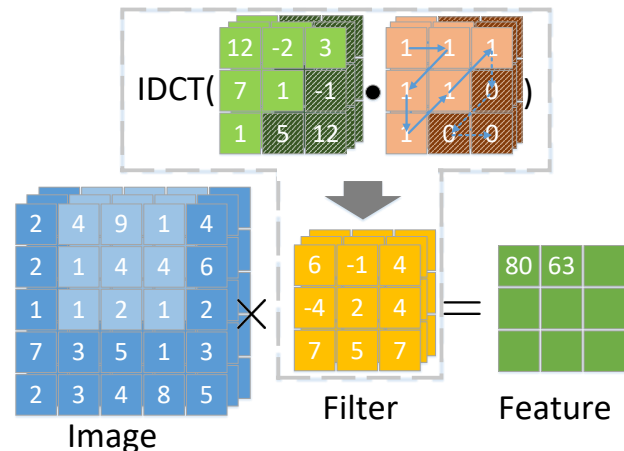 12 -2 3 1 1 1
IDCT( 7 1 -1 • 1 1 0 )
1 5 12 1 0 0
2 4 9 1 4
2 1 4 4 6 6 -1 4 80 63
1 1 2 1 2 × -4 2 4 =
7 3 5 1 3 7 5 7
2 3 4 8 5
Image Filter Feature